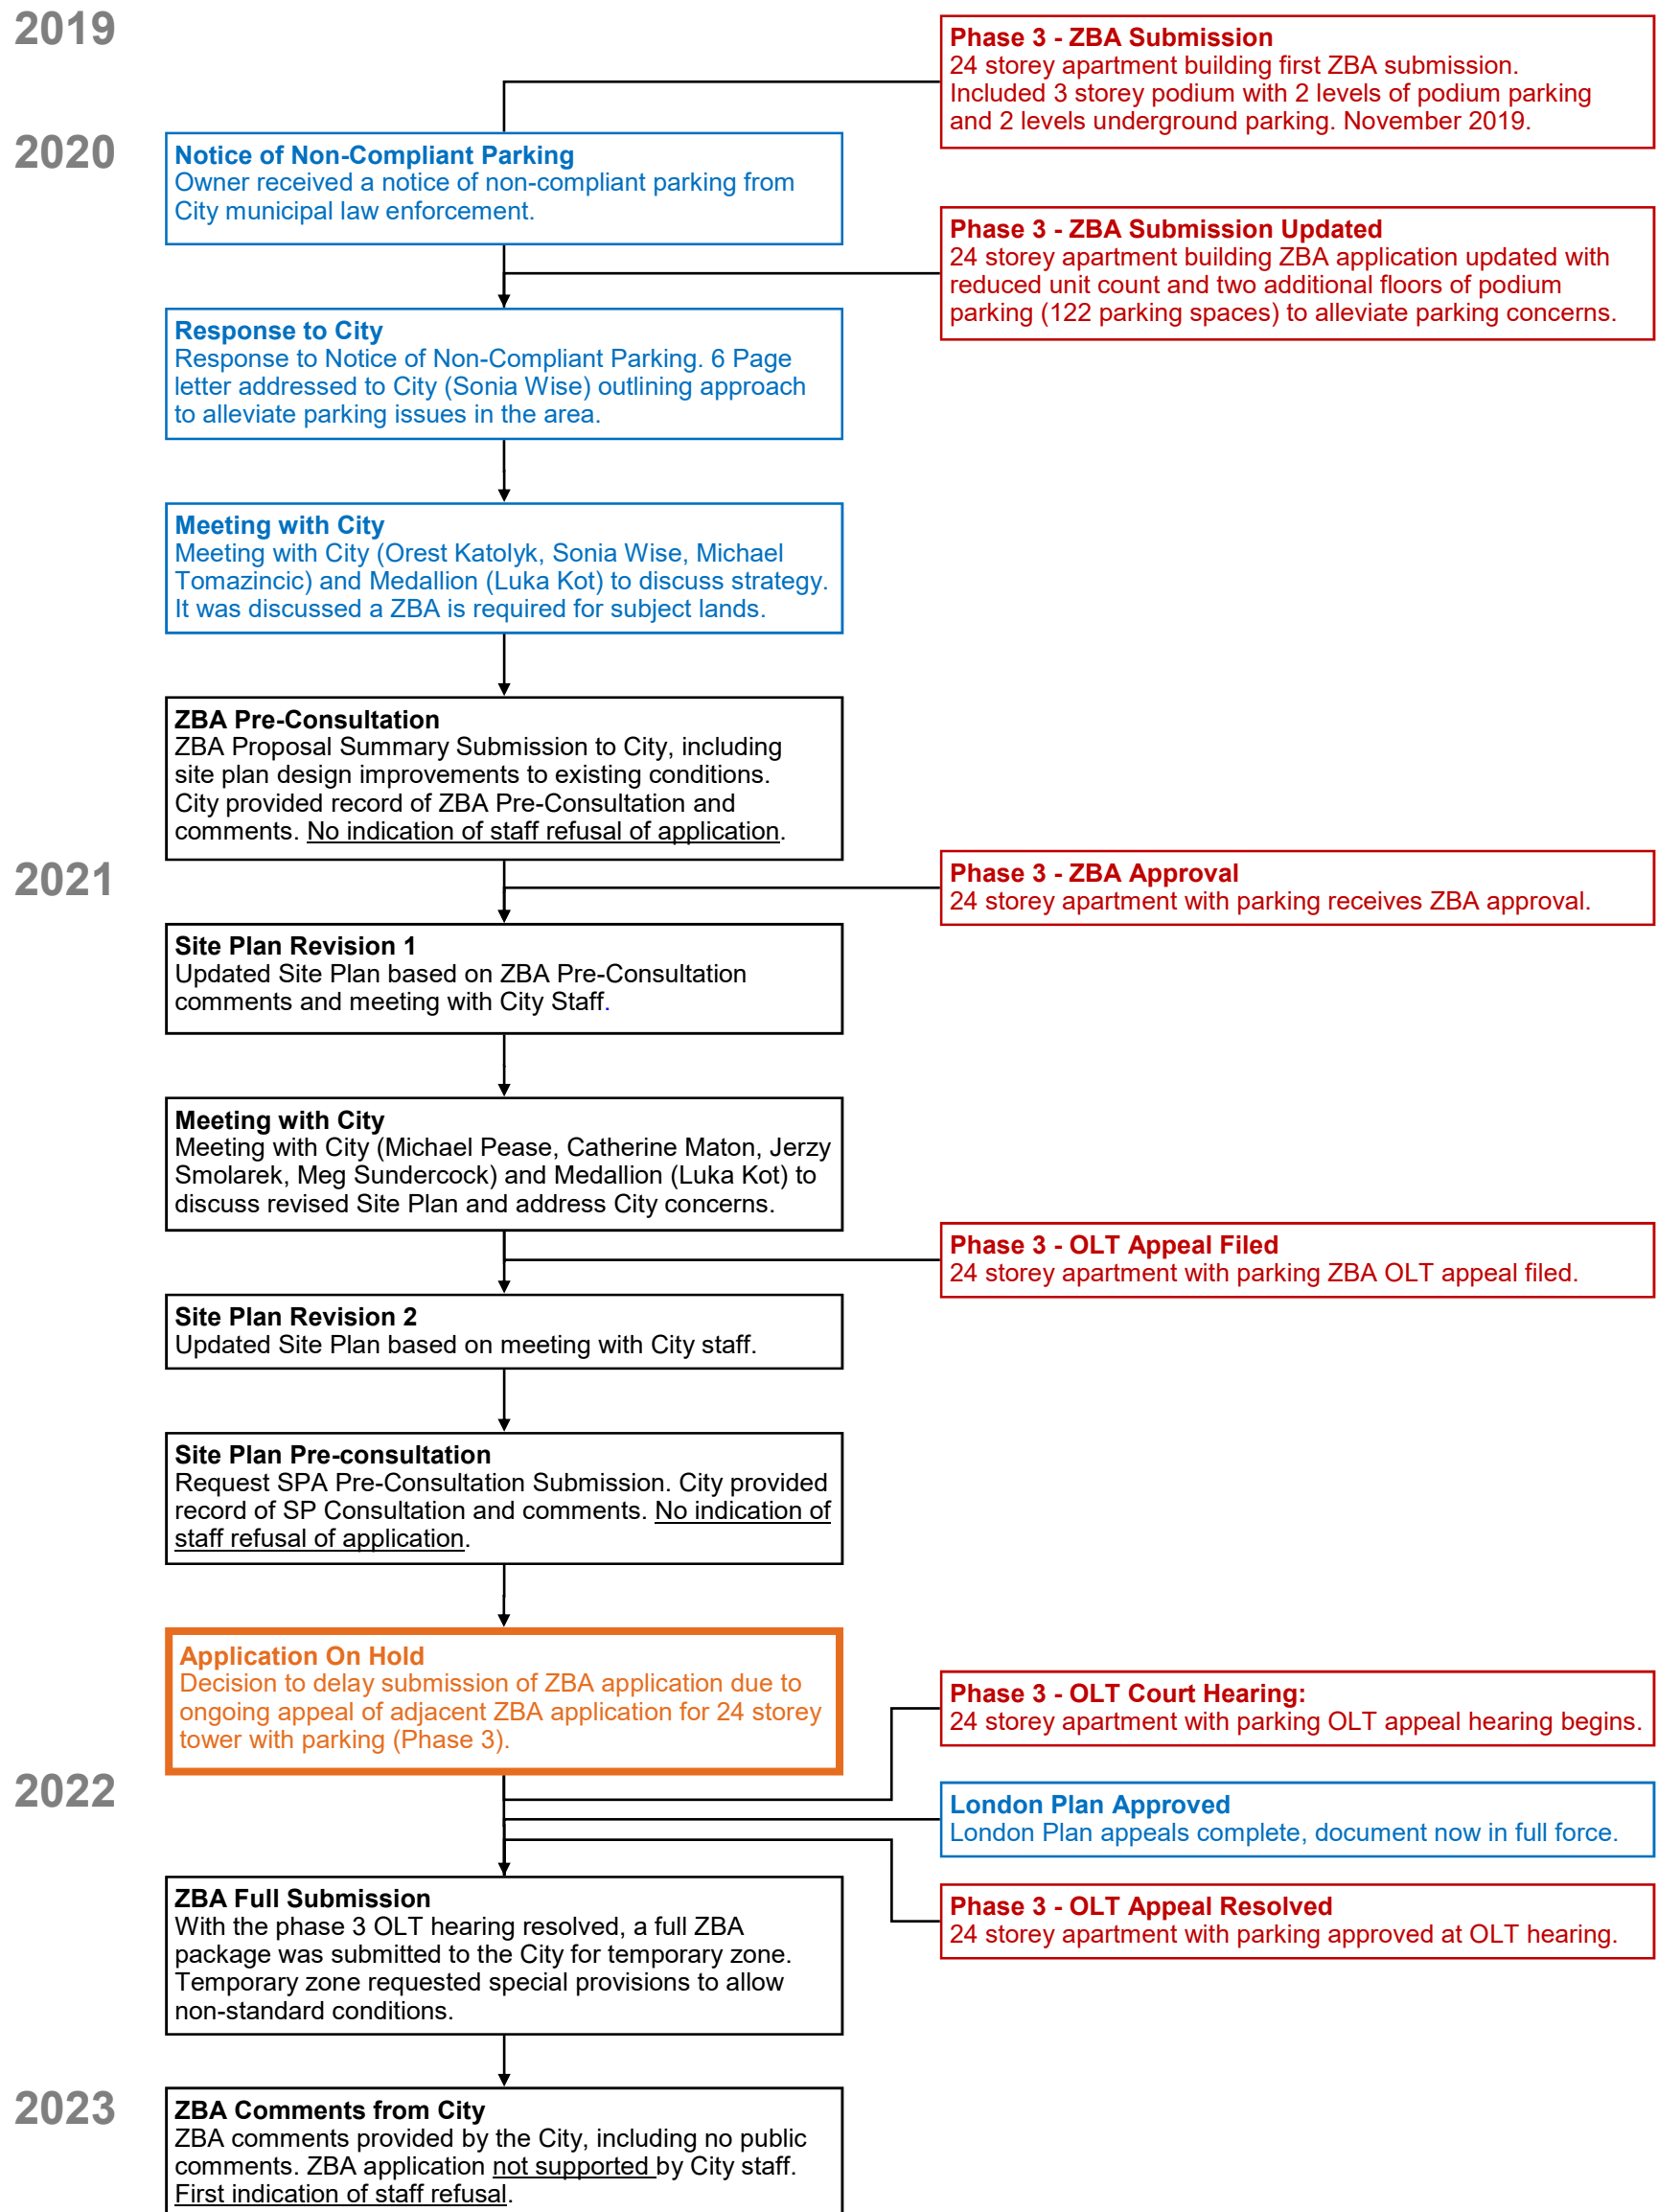 2019
Phase 3 - ZBA Submission
24 storey apartment building first ZBA submission.
Included 3 storey podium with 2 levels of podium parking
and 2 levels underground parking. November 2019.
2020
Notice of Non-Compliant Parking
Owner received a notice of non-compliant parking from
City municipal law enforcement.
Phase 3 - ZBA Submission Updated
24 storey apartment building ZBA application updated with
reduced unit count and two additional floors of podium
parking (122 parking spaces) to alleviate parking concerns.
Response to City
Response to Notice of Non-Compliant Parking. 6 Page
letter addressed to City (Sonia Wise) outlining approach
to alleviate parking issues in the area.
Meeting with City
Meeting with City (Orest Katolyk, Sonia Wise, Michael
Tomazincic) and Medallion (Luka Kot) to discuss strategy.
It was discussed a ZBA is required for subject lands.
ZBA Pre-Consultation
ZBA Proposal Summary Submission to City, including
site plan design improvements to existing conditions.
City provided record of ZBA Pre-Consultation and
comments. No indication of staff refusal of application.
2021
Phase 3 - ZBA Approval
24 storey apartment with parking receives ZBA approval.
Site Plan Revision 1
Updated Site Plan based on ZBA Pre-Consultation
comments and meeting with City Staff.
Meeting with City
Meeting with City (Michael Pease, Catherine Maton, Jerzy
Smolarek, Meg Sundercock) and Medallion (Luka Kot) to
discuss revised Site Plan and address City concerns.
Phase 3 - OLT Appeal Filed
24 storey apartment with parking ZBA OLT appeal filed.
Site Plan Revision 2
Updated Site Plan based on meeting with City staff.
Site Plan Pre-consultation
Request SPA Pre-Consultation Submission. City provided
record of SP Consultation and comments. No indication of
staff refusal of application.
Application On Hold
Decision to delay submission of ZBA application due to
ongoing appeal of adjacent ZBA application for 24 storey
tower with parking (Phase 3).
Phase 3 - OLT Court Hearing:
24 storey apartment with parking OLT appeal hearing begins.
2022
London Plan Approved
London Plan appeals complete, document now in full force.
Phase 3 - OLT Appeal Resolved
24 storey apartment with parking approved at OLT hearing.
ZBA Full Submission
With the phase 3 OLT hearing resolved, a full ZBA
package was submitted to the City for temporary zone.
Temporary zone requested special provisions to allow
non-standard conditions.
2023
ZBA Comments from City
ZBA comments provided by the City, including no public
comments. ZBA application not supported by City staff.
First indication of staff refusal.